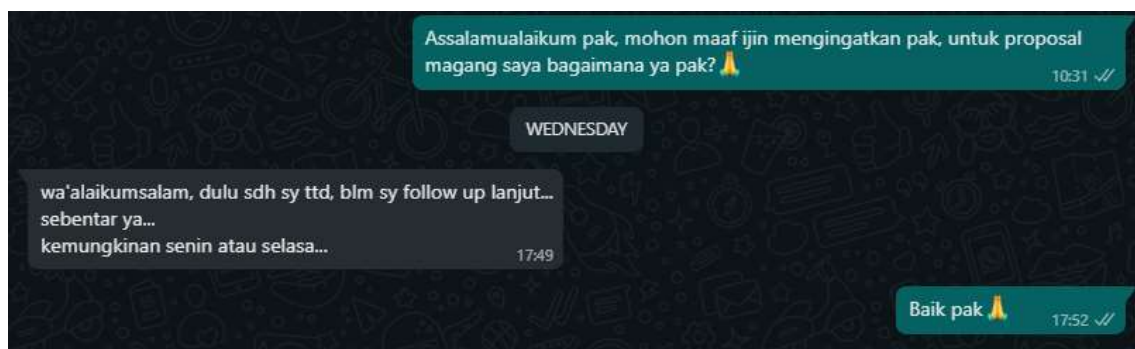 Assalamualaikum pak, mohon maaf ijin mengingatkan pak, untuk proposal
magang saya bagaimana ya pak?🙏
10:31
WEDNESDAY
wa'alaikumsalam, dulu sdh sy ttd, blm sy follow up lanjut...
sebentar ya...
kemungkinan senin atau selasa...
17:49
Baik pak🙏
17:52